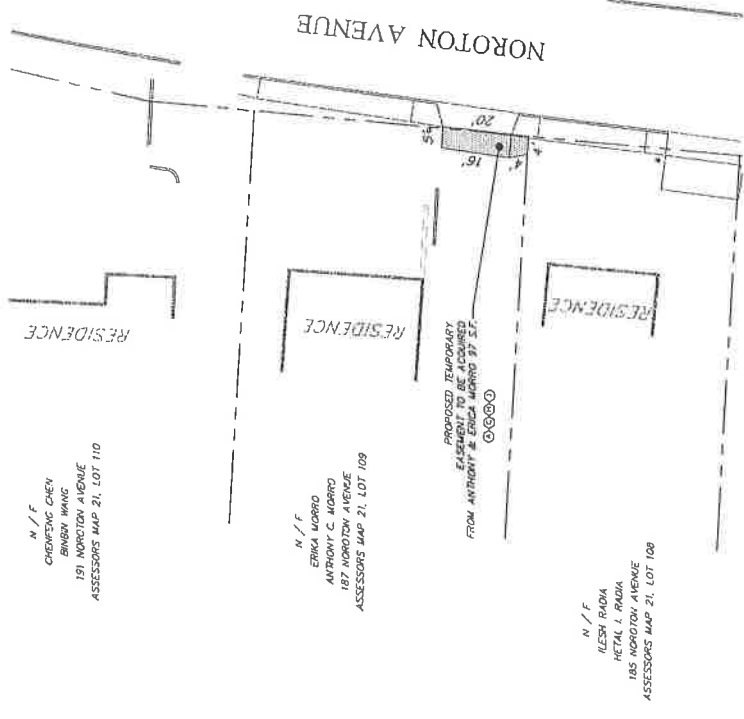 NOROTON AVENUE
20'
5'
16'
4'
4'
RESIDENCE
RESIDENCE
RESIDENCE
PROPOSED TEMPORARY
EASEMENT TO BE ACQUIRED
FROM ANTHONY & ERICA MORRO 97 S.F.
N / F
CHENFENG CHEN
BINBIN WANG
191 NOROTON AVENUE
ASSESSORS MAP 21, LOT 110
N / F
ERIKA MORRO
ANTHONY C. MORRO
187 NOROTON AVENUE
ASSESSORS MAP 21, LOT 109
N / F
ILESH RADIA
HETAL I. RADIA
185 NOROTON AVENUE
ASSESSORS MAP 21, LOT 108